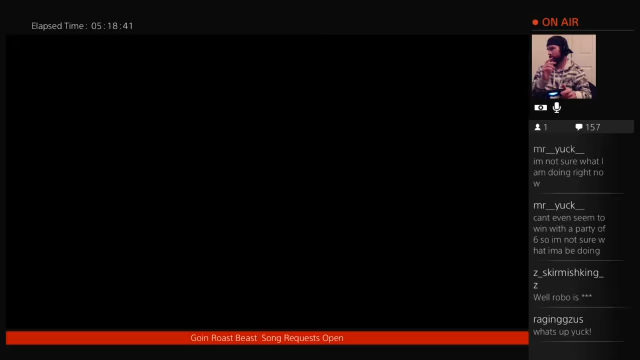 Elapsed Time : 05 : 18 : 41
ON AIR
1 157
mr__yuck__
im not sure what I
am doing right no
w
mr__yuck__
cant even seem to
win with a party of
6 so im not sure w
hat ima be doing
z_skirmishking_
z
Well robo is ***
raginggzus
whats up yuck!
Goin Roast Beast Song Requests Open